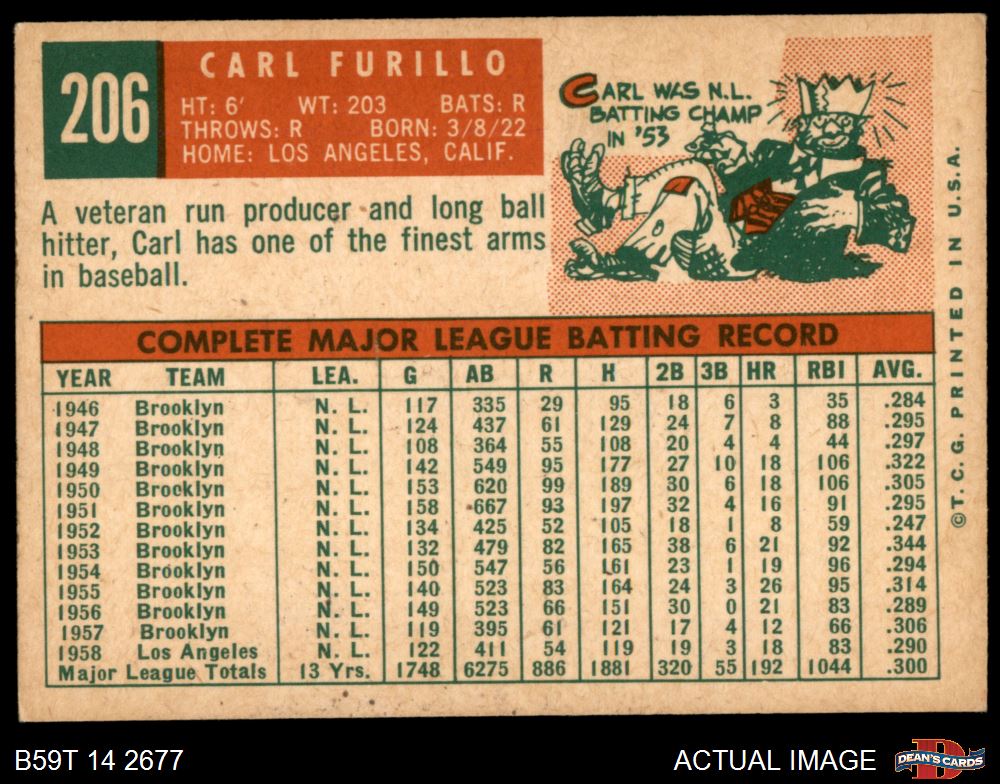 206
CARL FURILLO
HT: 6' WT: 203 BATS: R
THROWS: R BORN: 3/8/22
HOME: LOS ANGELES, CALIF.
CARL WAS N.L.
BATTING CHAMP
IN '53
A veteran run producer and long ball
hitter, Carl has one of the finest arms
in baseball.
COMPLETE MAJOR LEAGUE BATTING RECORD
YEAR TEAM LEA. G AB R H 2B 3B HR RBI AVG.
1946 Brooklyn N. L. 117 335 29 95 18 6 3 35 .284
1947 Brooklyn N. L. 124 437 61 129 24 7 8 88 .295
1948 Brooklyn N. L. 108 364 55 108 20 4 4 44 .297
1949 Brooklyn N. L. 142 549 95 177 27 10 18 106 .322
1950 Brooklyn N. L. 153 620 99 189 30 6 18 106 .305
1951 Brooklyn N. L. 158 667 93 197 32 4 16 91 .295
1952 Brooklyn N. L. 134 425 52 105 18 1 8 59 .247
1953 Brooklyn N. L. 132 479 82 165 38 6 21 92 .344
1954 Brooklyn N. L. 150 547 56 161 23 1 19 96 .294
1955 Brooklyn N. L. 140 523 83 164 24 3 26 95 .314
1956 Brooklyn N. L. 149 523 66 151 30 0 21 83 .289
1957 Brooklyn N. L. 119 395 61 121 17 4 12 66 .306
1958 Los Angeles N. L. 122 411 54 119 19 3 18 83 .290
Major League Totals 13 Yrs. 1748 6275 886 1881 320 55 192 1044 .300
©T. C. G. PRINTED IN U.S.A.
B59T 14 2677
ACTUAL IMAGE
DEAN'S CARDS